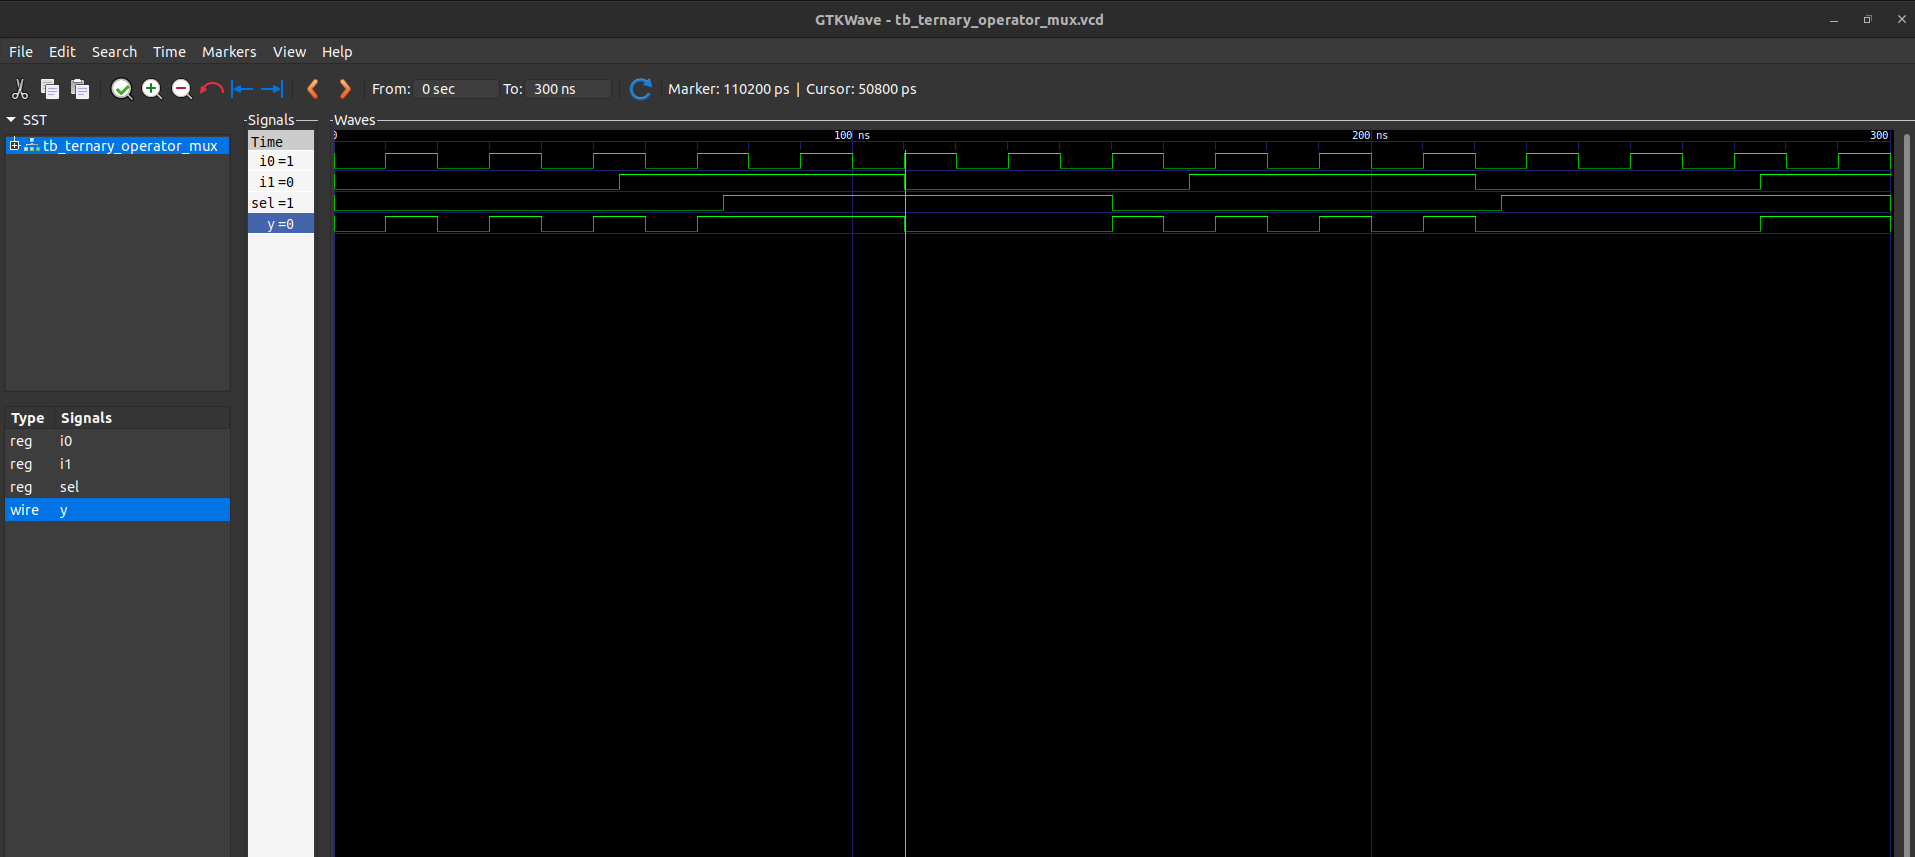 GTKWave - tb_ternary_operator_mux.vcd
File Edit Search Time Markers View Help
From: 0 sec To: 300 ns Marker: 110200 ps | Cursor: 50800 ps
SST
tb_ternary_operator_mux
Type Signals
reg i0
reg i1
reg sel
wire y
Signals
Time
i0=1
i1=0
sel=1
y=0
Waves
0 100 ns 200 ns 300